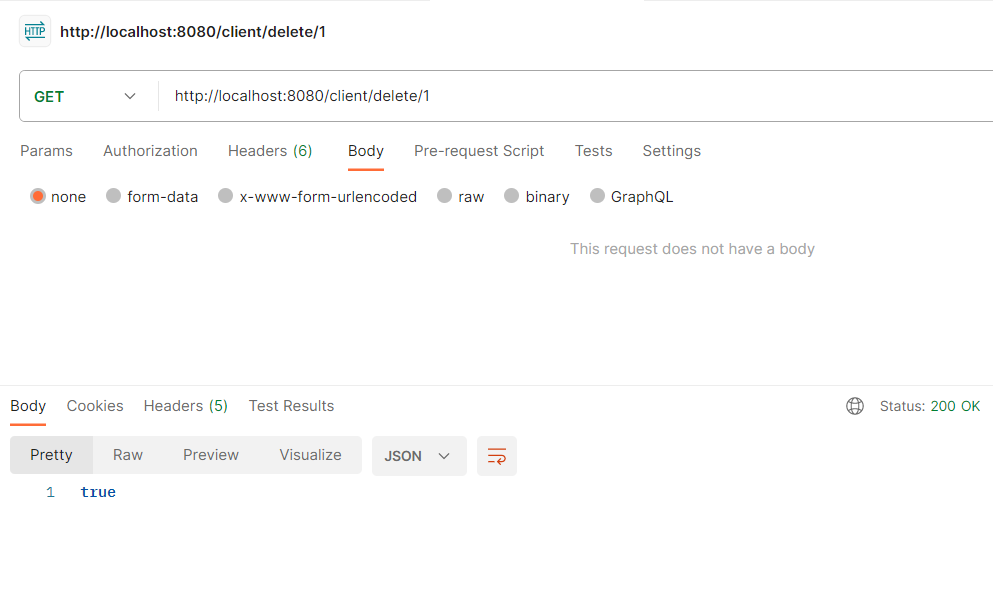 HTTP http://localhost:8080/client/delete/1
GET http://localhost:8080/client/delete/1
Params Authorization Headers (6) Body Pre-request Script Tests Settings
none form-data x-www-form-urlencoded raw binary GraphQL
This request does not have a body
Body Cookies Headers (5) Test Results Status: 200 OK
Pretty Raw Preview Visualize JSON
1 true